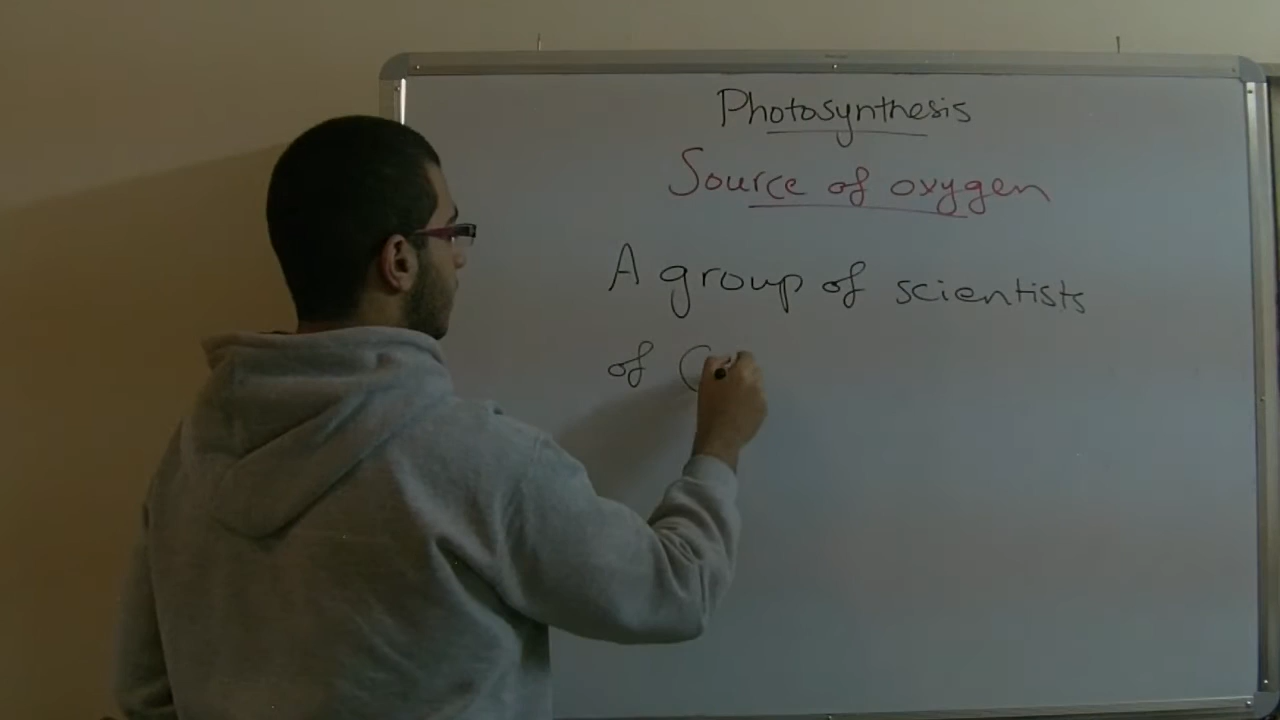 Photosynthesis
Source of oxygen
A group of scientists
of